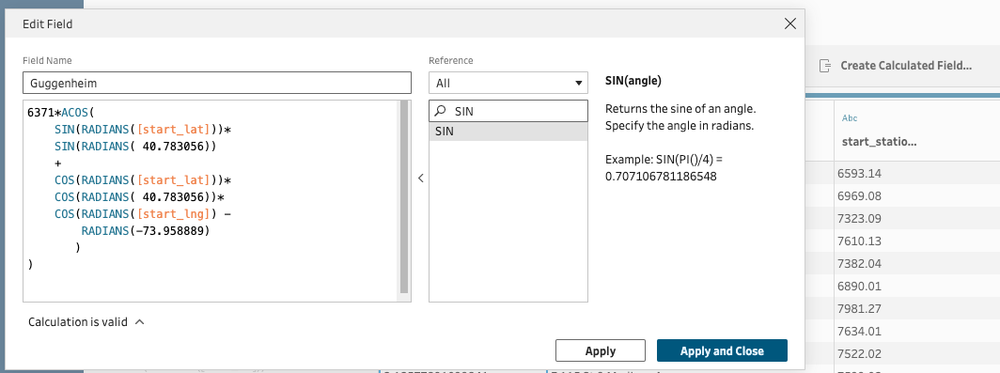 Edit Field
Field Name
Guggenheim
6371*ACOS(
    SIN(RADIANS([start_lat]))*
    SIN(RADIANS( 40.783056))
    +
    COS(RADIANS([start_lat]))*
    COS(RADIANS( 40.783056))*
    COS(RADIANS([start_lng]) -
        RADIANS(-73.958889)
       )
)
Calculation is valid
Reference
All
SIN
SIN
SIN(angle)
Returns the sine of an angle.
Specify the angle in radians.
Example: SIN(PI()/4) =
0.707106781186548
Apply
Apply and Close
Create Calculated Field...
Abc
start_statio...
6593.14
6969.08
7323.09
7610.13
7382.04
6890.01
7981.27
7634.01
7522.02